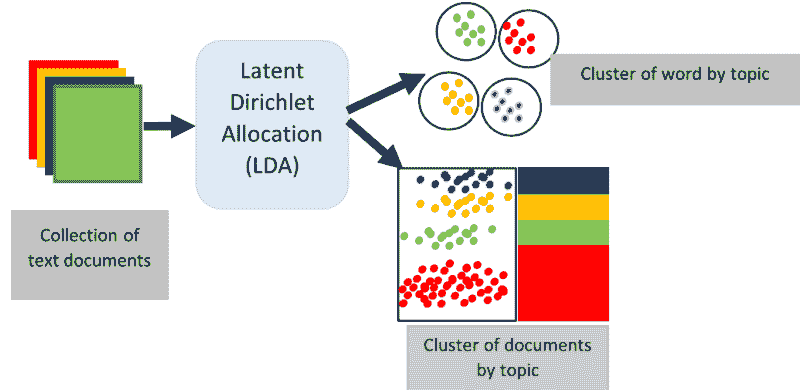 Latent
Dirichlet
Allocation
(LDA)
Cluster of word by topic
Collection of
text documents
Cluster of documents
by topic